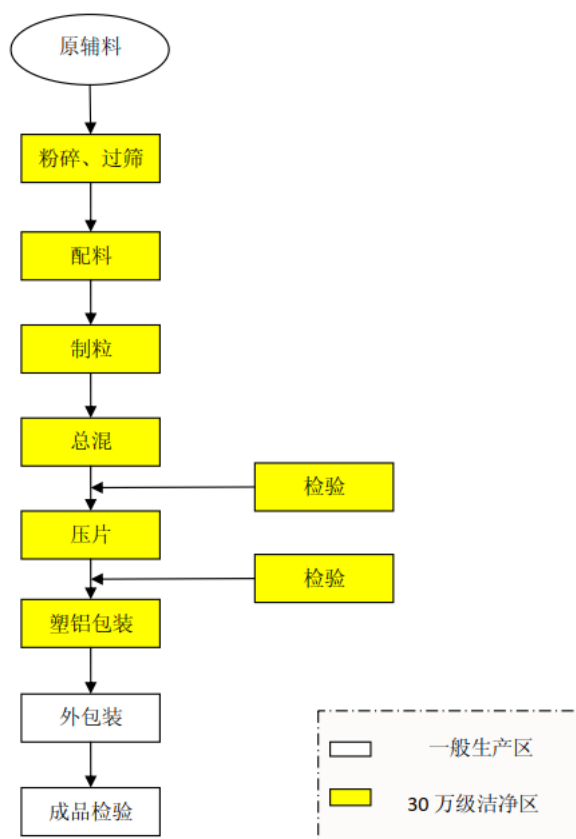 原辅料
粉碎、过筛
配料
制粒
总混
检验
压片
检验
塑铝包装
外包装
成品检验
一般生产区
30 万级洁净区